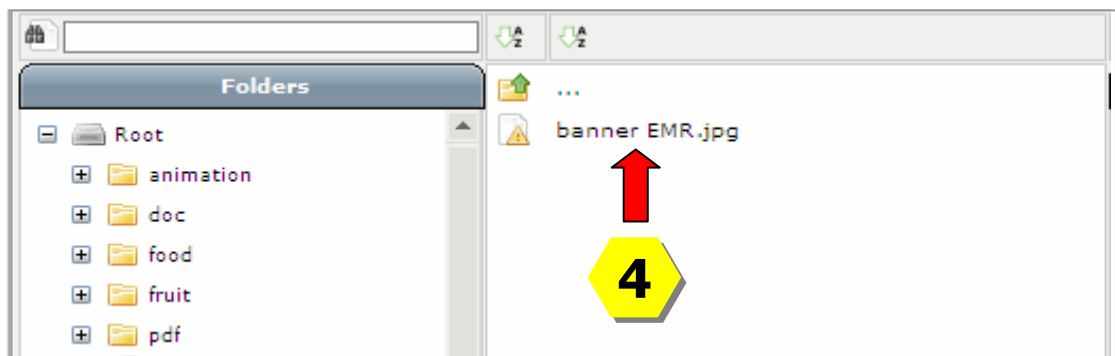 Folders
...
Root
banner EMR.jpg
animation
doc
food
fruit
pdf
4